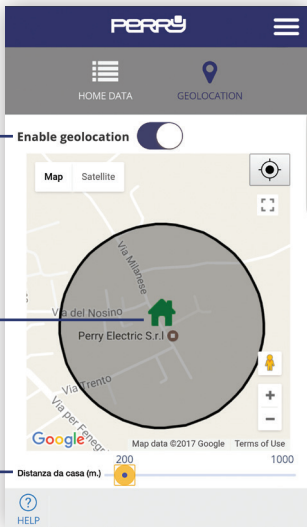 PERRY
HOME DATA
GEOLOCATION
Enable geolocation
Map
Satellite
Via Milanese
Via del Nosino
Perry Electric S.r.l
Via Trento
Via per Feneg
Google
Map data ©2017 Google
Terms of Use
+
−
200
1000
Distanza da casa (m.)
?
HELP